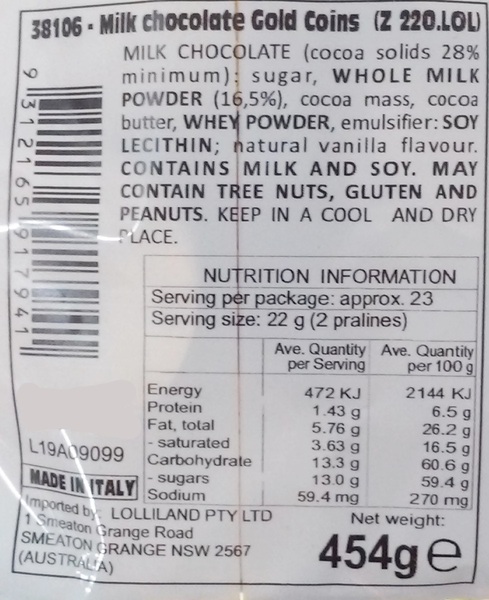 38106 - Milk chocolate Gold Coins (Z 220.LOL)
MILK CHOCOLATE (cocoa solids 28%
minimum): sugar, WHOLE MILK
POWDER (16,5%), cocoa mass, cocoa
butter, WHEY POWDER, emulsifier: SOY
LECITHIN; natural vanilla flavour.
CONTAINS MILK AND SOY. MAY
CONTAIN TREE NUTS, GLUTEN AND
PEANUTS. KEEP IN A COOL AND DRY
PLACE.
9 312165 917941
NUTRITION INFORMATION
Serving per package: approx. 23
Serving size: 22 g (2 pralines)
Ave. Quantity Ave. Quantity
per Serving per 100 g
Energy 472 KJ 2144 KJ
Protein 1.43 g 6.5 g
Fat, total 5.76 g 26.2 g
- saturated 3.63 g 16.5 g
Carbohydrate 13.3 g 60.6 g
- sugars 13.0 g 59.4 g
Sodium 59.4 mg 270 mg
L19A09099
MADE IN ITALY
Imported by: LOLLILAND PTY LTD
1 Smeaton Grange Road
SMEATON GRANGE NSW 2567
(AUSTRALIA)
Net weight:
454g e